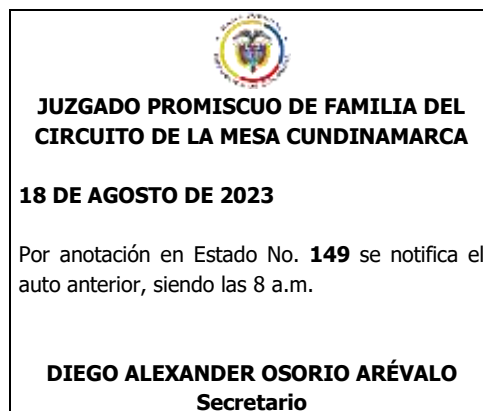 JUZGADO PROMISCUO DE FAMILIA DEL
CIRCUITO DE LA MESA CUNDINAMARCA
18 DE AGOSTO DE 2023
Por anotación en Estado No. 149 se notifica el
auto anterior, siendo las 8 a.m.
DIEGO ALEXANDER OSORIO ARÉVALO
Secretario